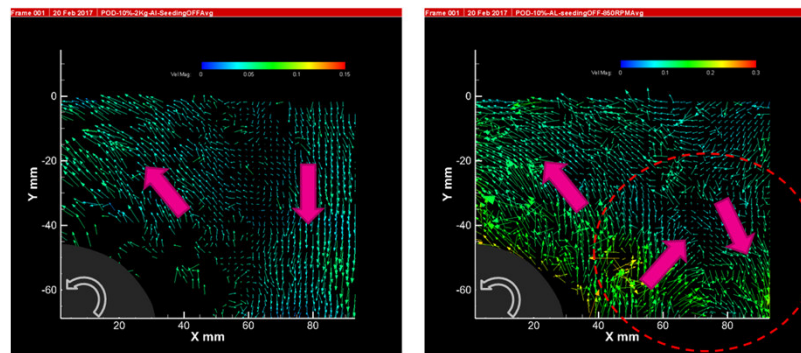 Frame 001 | 20 Feb 2017 | POD-10%-2Kg-Al-SeedingOFFAvg
Vel Mag: 0 0.05 0.1 0.15
Y mm
0
-20
-40
-60
20 40 60 80
X mm
Frame 001 | 20 Feb 2017 | POD-10%-AL-seedingOFF-850RPMAvg
Vel Mag: 0 0.1 0.2 0.3
Y mm
0
-20
-40
-60
20 40 60 80
X mm